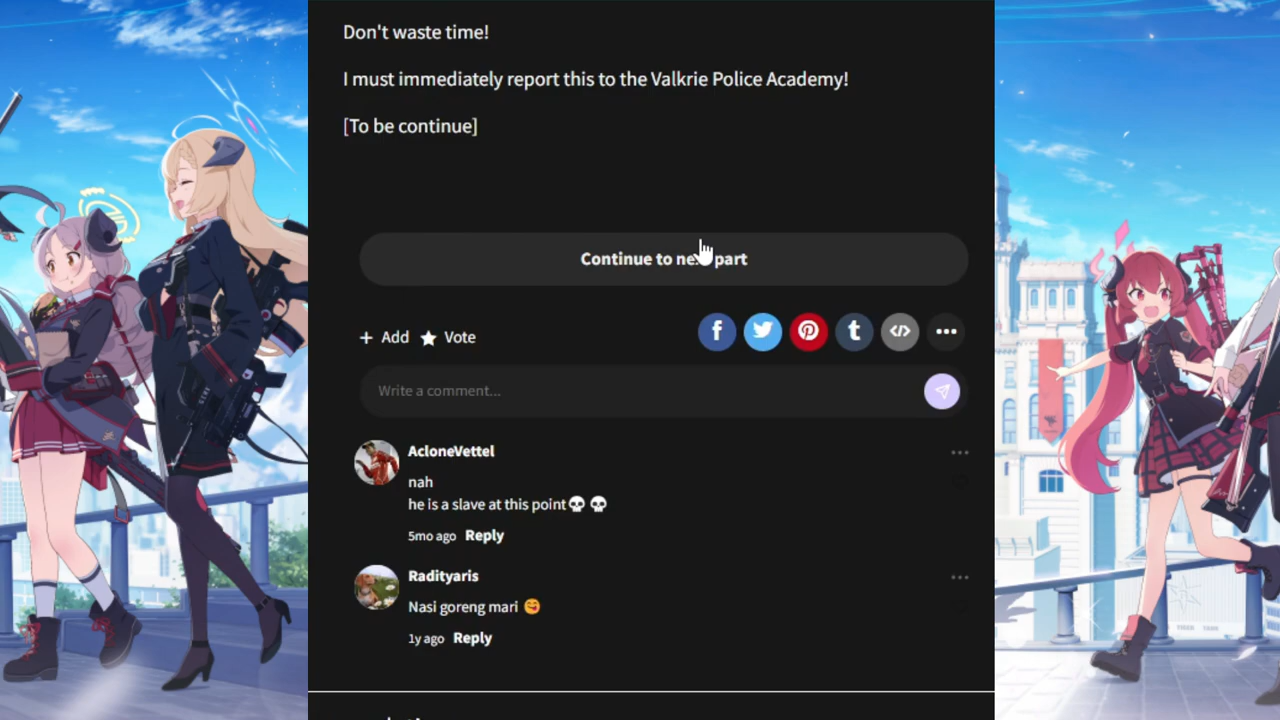 Don't waste time!
I must immediately report this to the Valkrie Police Academy!
[To be continue]
Continue to part
+ Add ★ Vote
Write a comment...
AcloneVettel
nah
he is a slave at this point💀💀
5mo ago Reply
Radityaris
Nasi goreng mari 😋
1y ago Reply